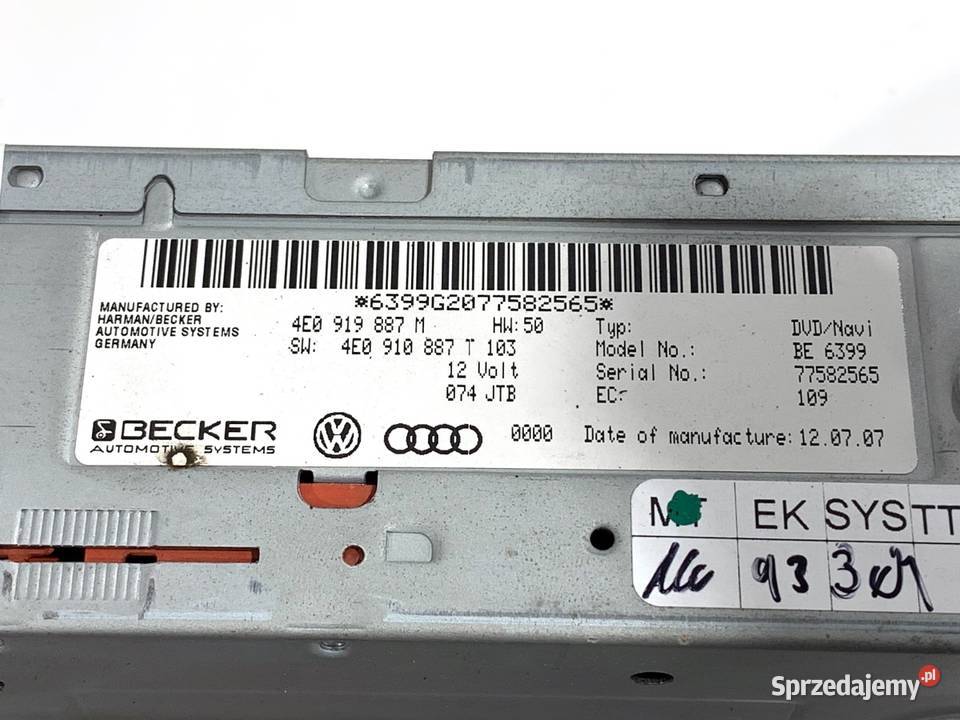 *6399G2077582565*
MANUFACTURED BY:
HARMAN/BECKER
AUTOMOTIVE SYSTEMS
GERMANY
4E0 919 887 M HW:50
SW: 4E0 910 887 T 103
12 Volt
074 JTB
Typ: DVD/Navi
Model No.: BE 6399
Serial No.: 77582565
109
BECKER
AUTOMOTIVE SYSTEMS
0000 Date of manufacture: 12.07.07
EK SYS TT
93
Sprzedajemy.pl